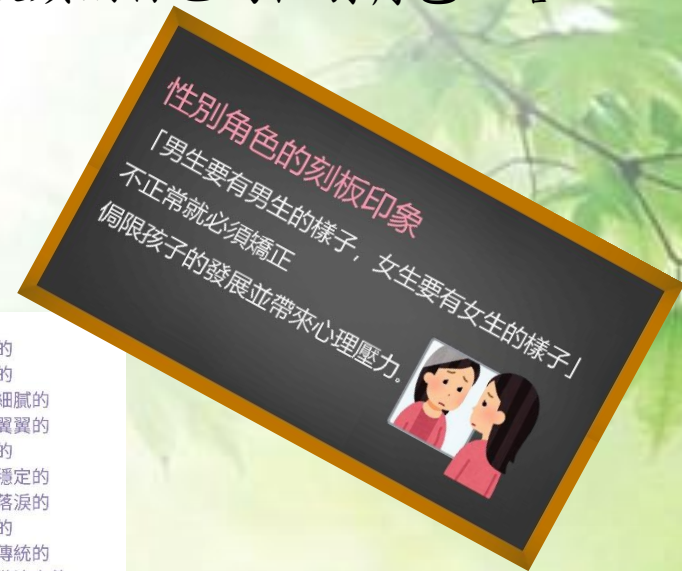 性別角色的刻板印象
「男生要有男生的樣子，女生要有女生的樣子」
不正常就必須矯正
侷限孩子的發展並帶來心理壓力。
的
的
細膩的
翼翼的
的
穩定的
落淚的
的
傳統的